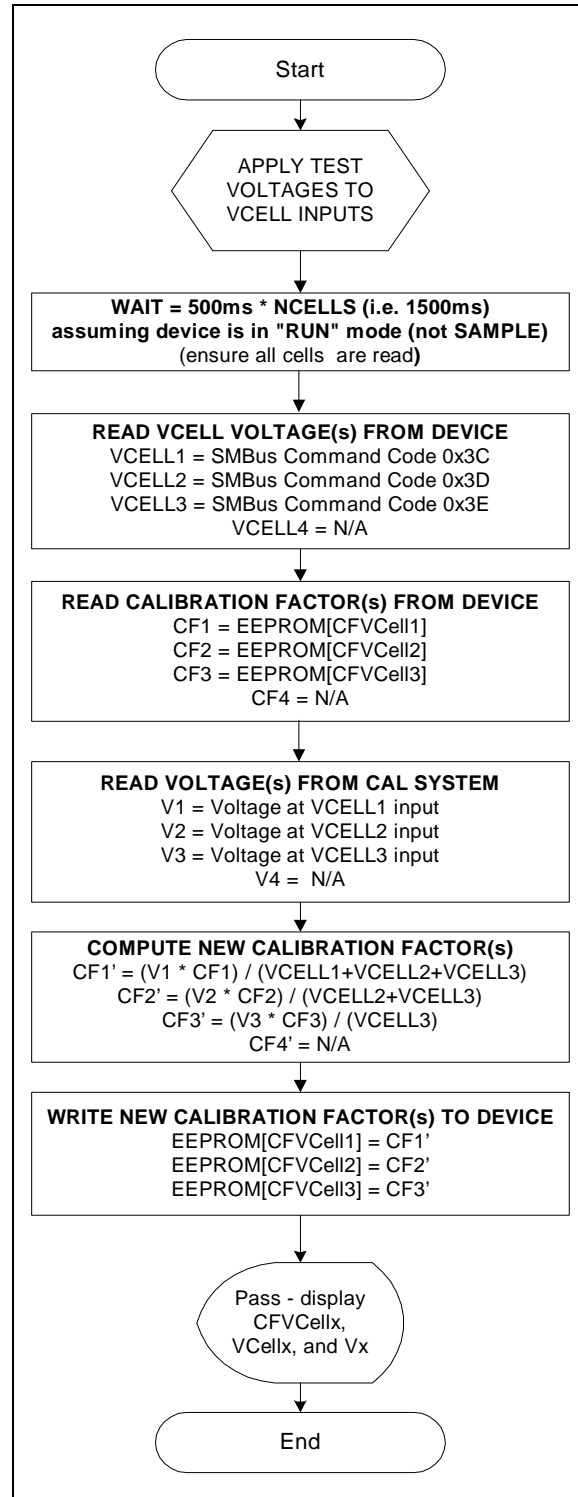 Start
APPLY TEST
VOLTAGES TO
VCELL INPUTS
WAIT = 500ms * NCELLS (i.e. 1500ms)
assuming device is in "RUN" mode (not SAMPLE)
(ensure all cells are read)
READ VCELL VOLTAGE(s) FROM DEVICE
VCELL1 = SMBus Command Code 0x3C
VCELL2 = SMBus Command Code 0x3D
VCELL3 = SMBus Command Code 0x3E
VCELL4 = N/A
READ CALIBRATION FACTOR(s) FROM DEVICE
CF1 = EEPROM[CFVCell1]
CF2 = EEPROM[CFVCell2]
CF3 = EEPROM[CFVCell3]
CF4 = N/A
READ VOLTAGE(s) FROM CAL SYSTEM
V1 = Voltage at VCELL1 input
V2 = Voltage at VCELL2 input
V3 = Voltage at VCELL3 input
V4 = N/A
COMPUTE NEW CALIBRATION FACTOR(s)
CF1’ = (V1 * CF1) / (VCELL1+VCELL2+VCELL3)
CF2’ = (V2 * CF2) / (VCELL2+VCELL3)
CF3’ = (V3 * CF3) / (VCELL3)
CF4’ = N/A
WRITE NEW CALIBRATION FACTOR(s) TO DEVICE
EEPROM[CFVCell1] = CF1’
EEPROM[CFVCell2] = CF2’
EEPROM[CFVCell3] = CF3’
Pass - display
CFVCellx,
VCellx, and Vx
End